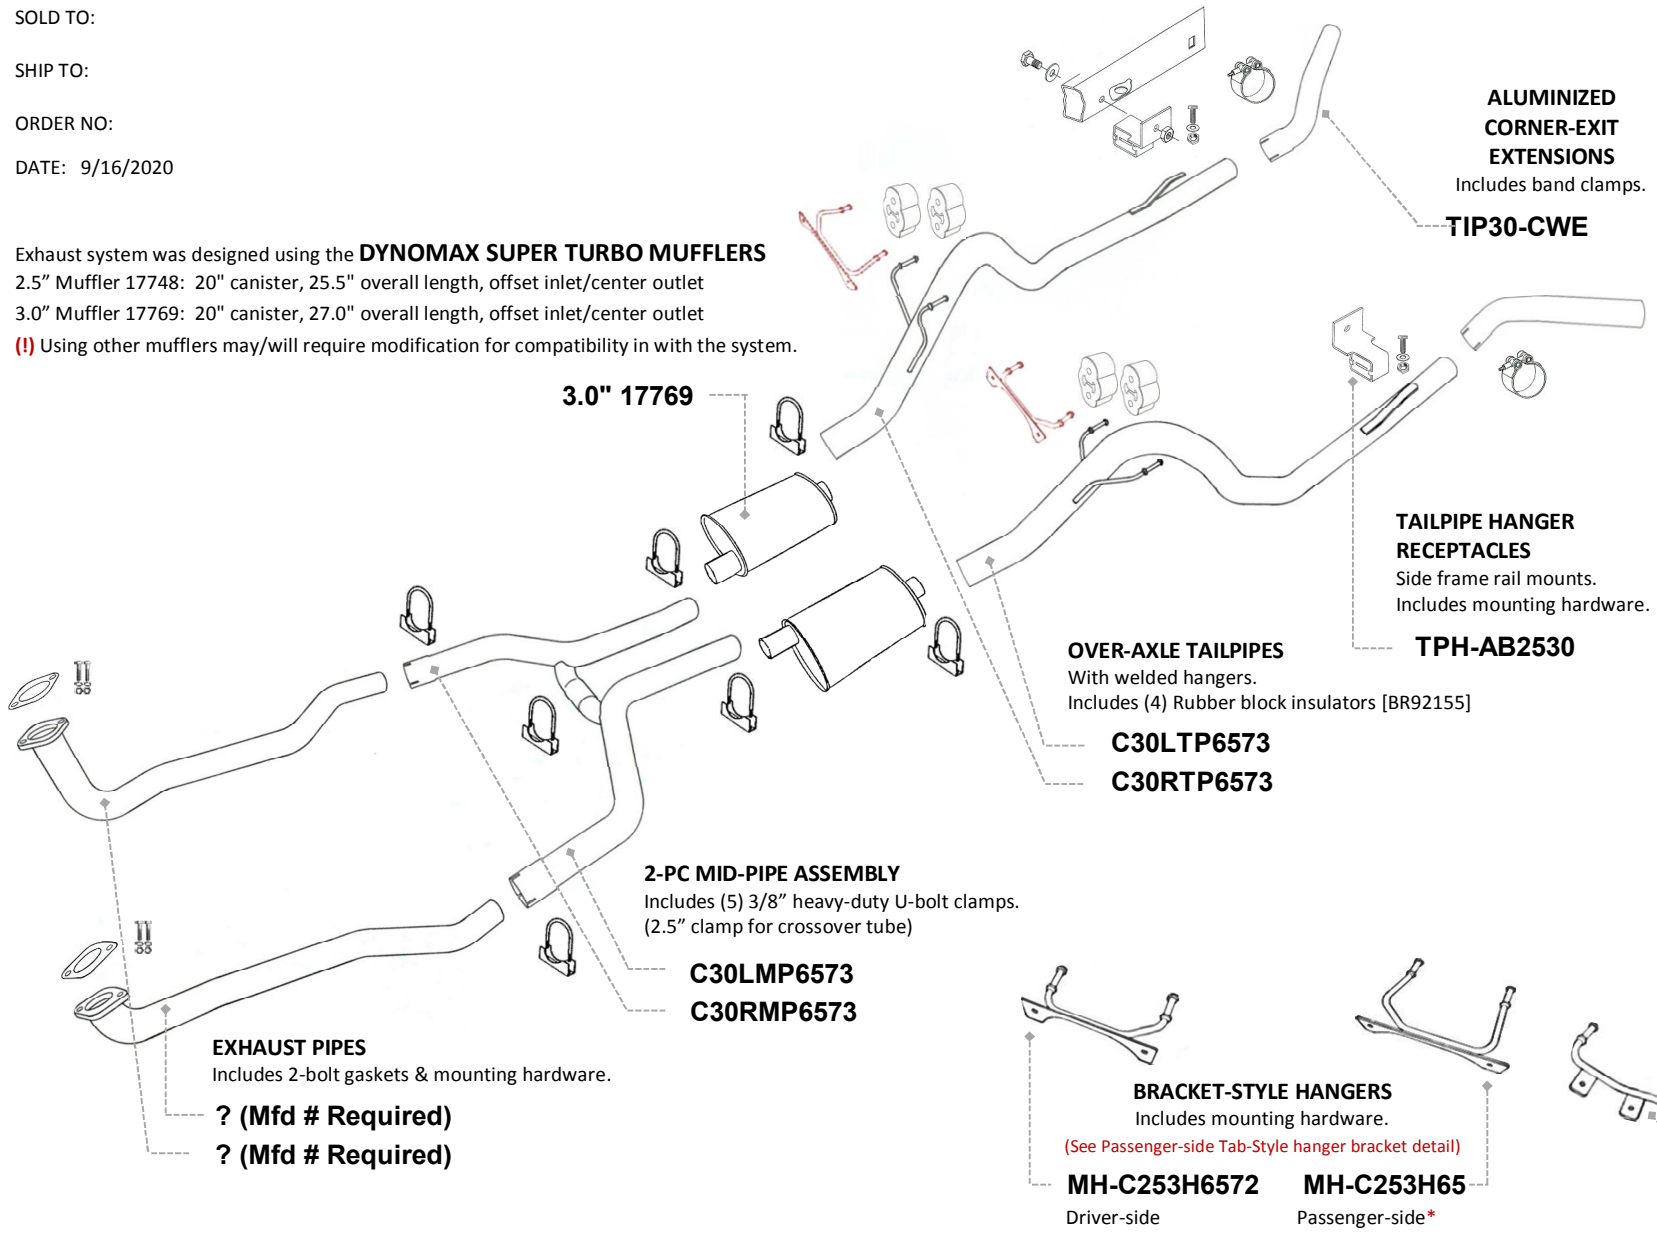 SOLD TO:
SHIP TO:
ORDER NO:
DATE: 9/16/2020
Exhaust system was designed using the DYNOMAX SUPER TURBO MUFFLERS
2.5” Muffler 17748: 20" canister, 25.5" overall length, offset inlet/center outlet
3.0” Muffler 17769: 20" canister, 27.0" overall length, offset inlet/center outlet
(!) Using other mufflers may/will require modification for compatibility in with the system.
3.0" 17769
ALUMINIZED
CORNER-EXIT
EXTENSIONS
Includes band clamps.
TIP30-CWE
TAILPIPE HANGER
RECEPTACLES
Side frame rail mounts.
Includes mounting hardware.
TPH-AB2530
OVER-AXLE TAILPIPES
With welded hangers.
Includes (4) Rubber block insulators [BR92155]
C30LTP6573
C30RTP6573
2-PC MID-PIPE ASSEMBLY
Includes (5) 3/8” heavy-duty U-bolt clamps.
(2.5” clamp for crossover tube)
C30LMP6573
C30RMP6573
EXHAUST PIPES
Includes 2-bolt gaskets & mounting hardware.
? (Mfd # Required)
? (Mfd # Required)
BRACKET-STYLE HANGERS
Includes mounting hardware.
(See Passenger-side Tab-Style hanger bracket detail)
MH-C253H6572
Driver-side
MH-C253H65
Passenger-side*